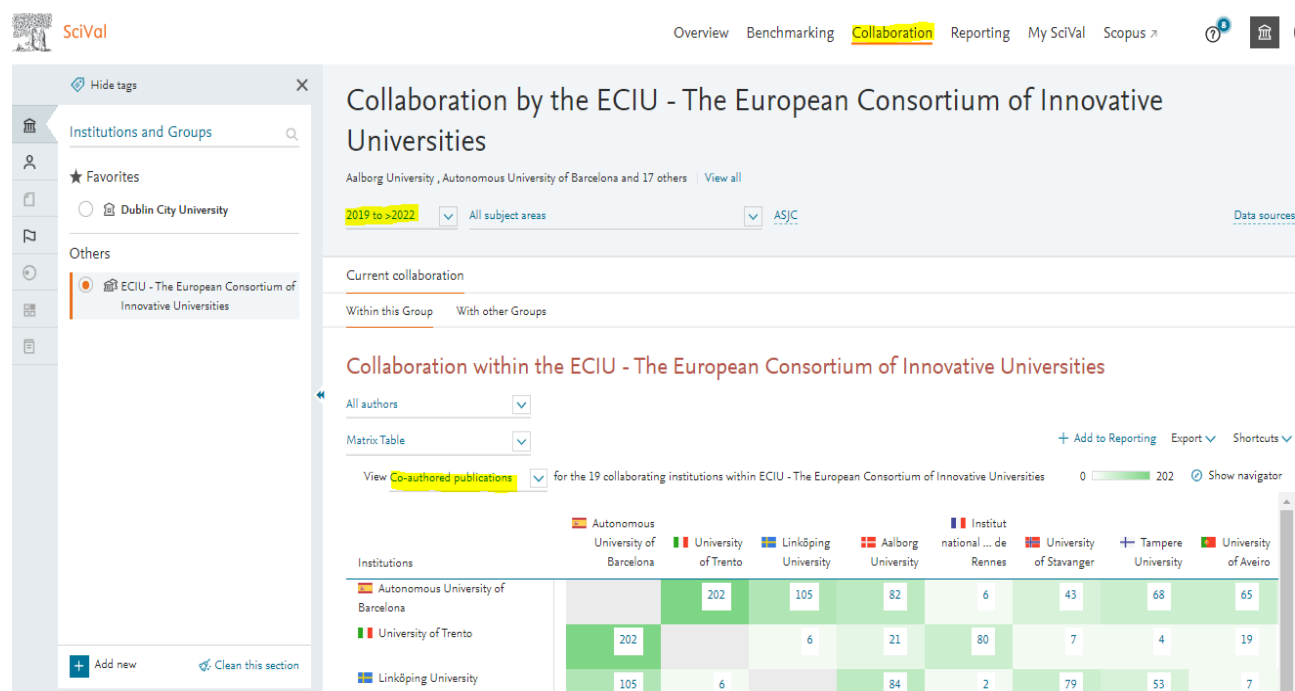 SciVal
Overview Benchmarking Collaboration Reporting My SciVal Scopus ↗ ? 8
Hide tags X
Institutions and Groups
★ Favorites
Dublin City University
Others
ECIU - The European Consortium of
Innovative Universities
+ Add new Clean this section
Collaboration by the ECIU - The European Consortium of Innovative
Universities
Aalborg University , Autonomous University of Barcelona and 17 others | View all
2019 to >2022 All subject areas ASJC Data sources
Current collaboration
Within this Group With other Groups
Collaboration within the ECIU - The European Consortium of Innovative Universities
All authors
Matrix Table
+ Add to Reporting Export Shortcuts
View Co-authored publications for the 19 collaborating institutions within ECIU - The European Consortium of Innovative Universities 0 202 Show navigator
Autonomous Institut
University of University Linköping Aalborg national ... de University Tampere University
Institutions Barcelona of Trento University University Rennes of Stavanger University of Aveiro
Autonomous University of
Barcelona
202 105 82 6 43 68 65
University of Trento
202 6 21 80 7 4 19
Linköping University
105 6 84 2 79 53 7